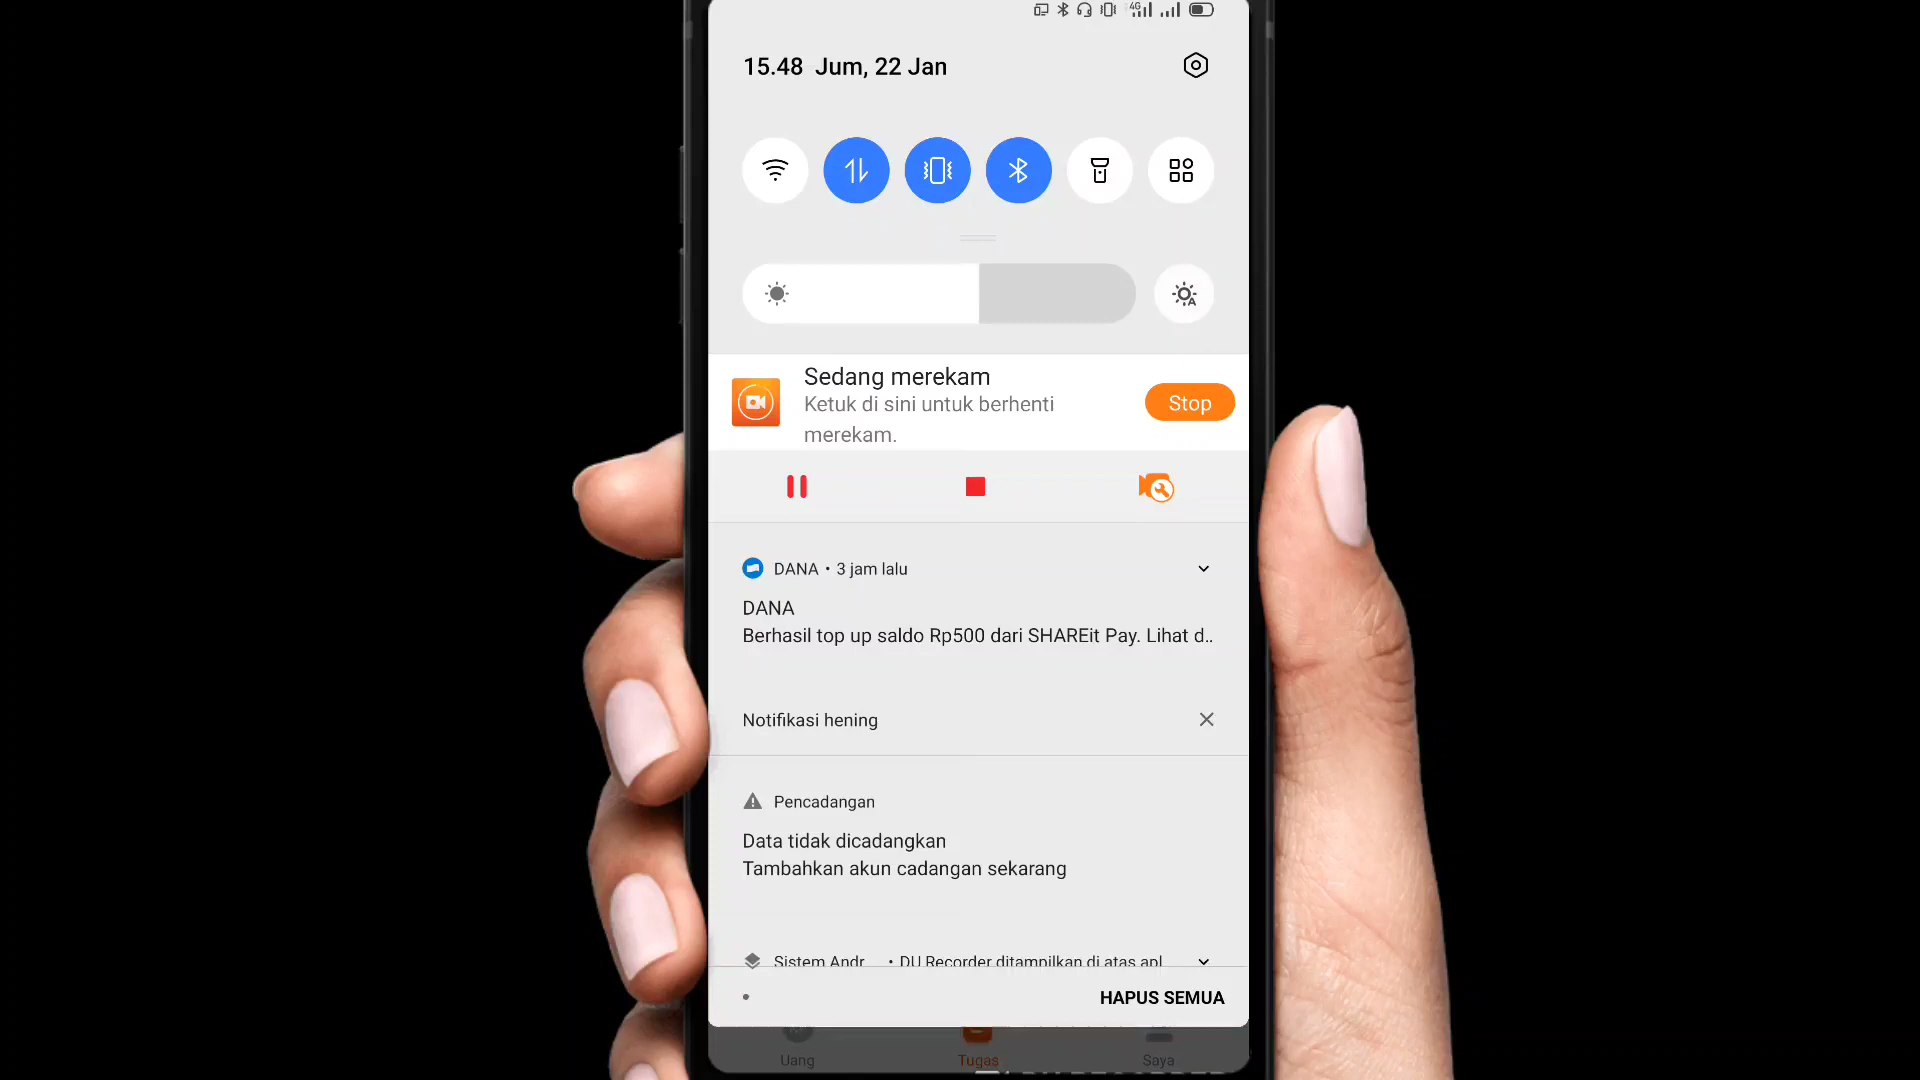 4G
15.48 Jum, 22 Jan
A
Sedang merekam
Ketuk di sini untuk berhenti
merekam.
Stop
DANA • 3 jam lalu
DANA
Berhasil top up saldo Rp500 dari SHAREit Pay. Lihat d..
Notifikasi hening
Pencadangan
Data tidak dicadangkan
Tambahkan akun cadangan sekarang
Sistem Andr • DU Recorder ditampilkan di atas apl
HAPUS SEMUA
Uang
Tugas
Saya